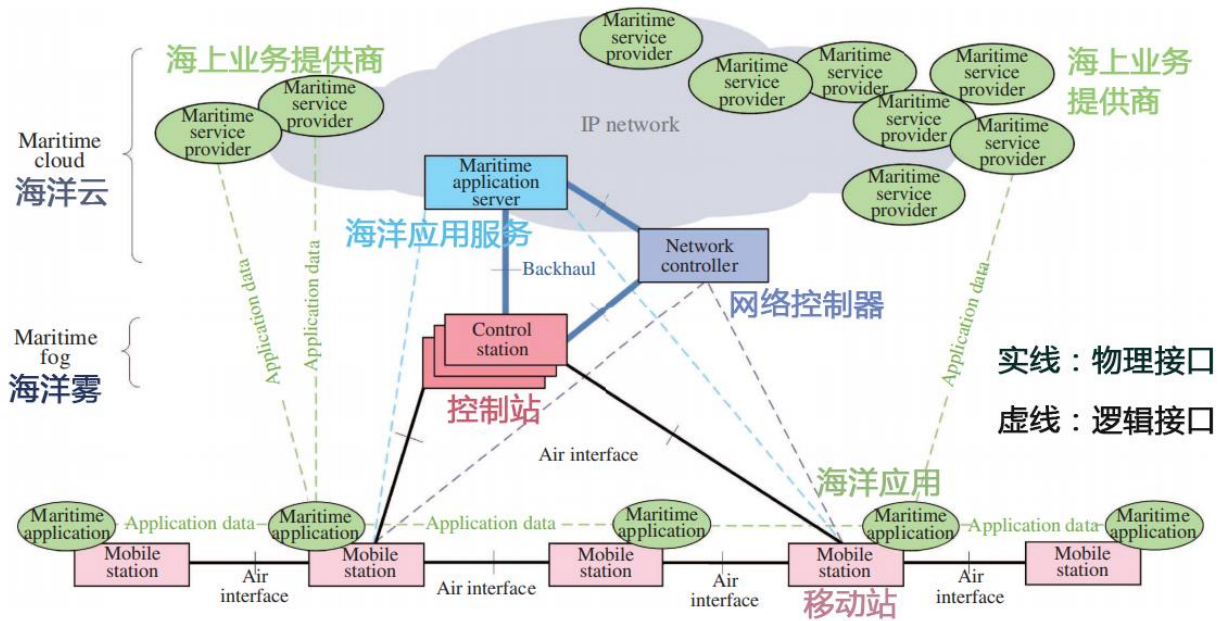 Maritime
service
provider
海上业务提供商
Maritime
service
provider
Maritime
service
provider
Maritime
service
provider
Maritime
service
provider
Maritime
service
provider
海上业务
提供商
Maritime
service
provider
Maritime
service
provider
Maritime
service
provider
Maritime
service
provider
IP network
Maritime
cloud
海洋云
Maritime
application
server
海洋应用服务
Network
controller
网络控制器
Backhaul
Application data
Application data
Application data
Maritime
fog
海洋雾
Control
station
控制站
实线：物理接口
虚线：逻辑接口
Air interface
海洋应用
Maritime
application
Application data
Maritime
application
Application data
Maritime
application
Maritime
application
Application data
Maritime
application
Mobile
station
Air
interface
Mobile
station
Air interface
Mobile
station
Air
interface
Mobile
station
移动站
Air
interface
Mobile
station